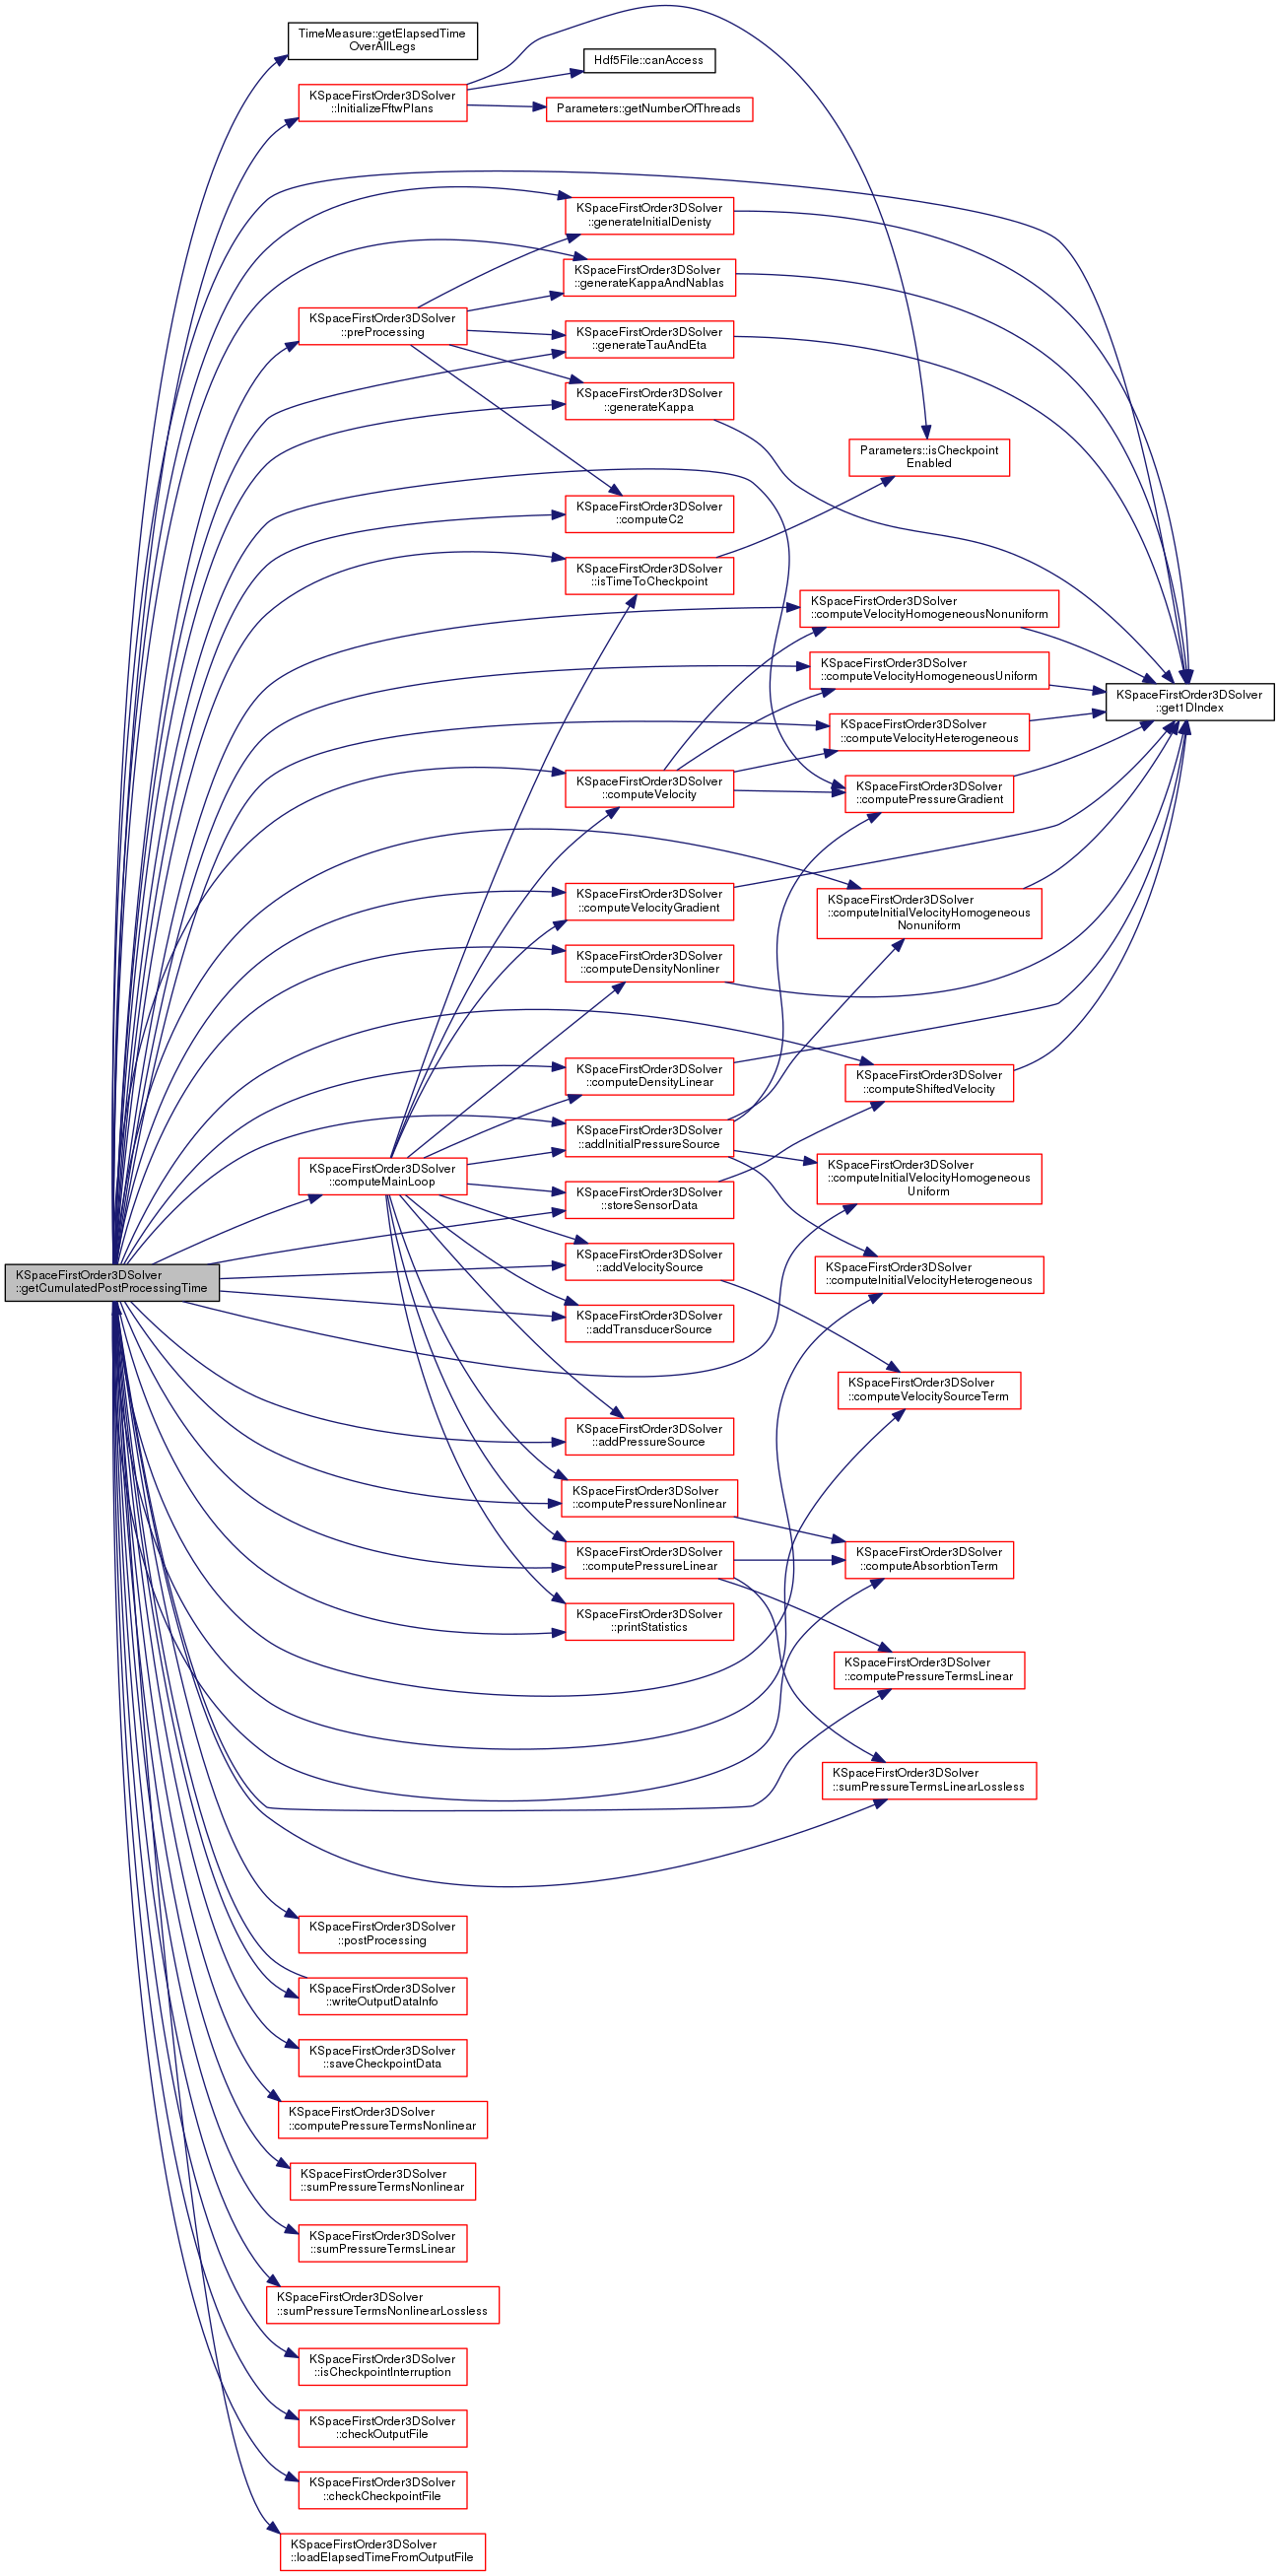 TimeMeasure::getElapsedTime
OverAllLegs
Hdf5File::canAccess
KSpaceFirstOrder3DSolver
::InitializeFftwPlans
Parameters::getNumberOfThreads
KSpaceFirstOrder3DSolver
::generateInitialDenisty
KSpaceFirstOrder3DSolver
::generateKappaAndNablas
KSpaceFirstOrder3DSolver
::preProcessing
KSpaceFirstOrder3DSolver
::generateTauAndEta
KSpaceFirstOrder3DSolver
::generateKappa
Parameters::isCheckpoint
Enabled
KSpaceFirstOrder3DSolver
::computeC2
KSpaceFirstOrder3DSolver
::isTimeToCheckpoint
KSpaceFirstOrder3DSolver
::computeVelocityHomogeneousNonuniform
KSpaceFirstOrder3DSolver
::computeVelocityHomogeneousUniform
KSpaceFirstOrder3DSolver
::get1DIndex
KSpaceFirstOrder3DSolver
::computeVelocityHeterogeneous
KSpaceFirstOrder3DSolver
::computeVelocity
KSpaceFirstOrder3DSolver
::computePressureGradient
KSpaceFirstOrder3DSolver
::computeVelocityGradient
KSpaceFirstOrder3DSolver
::computeInitialVelocityHomogeneous
Nonuniform
KSpaceFirstOrder3DSolver
::computeDensityNonliner
KSpaceFirstOrder3DSolver
::computeDensityLinear
KSpaceFirstOrder3DSolver
::computeShiftedVelocity
KSpaceFirstOrder3DSolver
::addInitialPressureSource
KSpaceFirstOrder3DSolver
::computeMainLoop
KSpaceFirstOrder3DSolver
::computeInitialVelocityHomogeneous
Uniform
KSpaceFirstOrder3DSolver
::storeSensorData
KSpaceFirstOrder3DSolver
::addVelocitySource
KSpaceFirstOrder3DSolver
::computeInitialVelocityHeterogeneous
KSpaceFirstOrder3DSolver
::getCumulatedPostProcessingTime
KSpaceFirstOrder3DSolver
::addTransducerSource
KSpaceFirstOrder3DSolver
::computeVelocitySourceTerm
KSpaceFirstOrder3DSolver
::addPressureSource
KSpaceFirstOrder3DSolver
::computePressureNonlinear
KSpaceFirstOrder3DSolver
::computePressureLinear
KSpaceFirstOrder3DSolver
::computeAbsorbtionTerm
KSpaceFirstOrder3DSolver
::printStatistics
KSpaceFirstOrder3DSolver
::computePressureTermsLinear
KSpaceFirstOrder3DSolver
::sumPressureTermsLinearLossless
KSpaceFirstOrder3DSolver
::postProcessing
KSpaceFirstOrder3DSolver
::writeOutputDataInfo
KSpaceFirstOrder3DSolver
::saveCheckpointData
KSpaceFirstOrder3DSolver
::computePressureTermsNonlinear
KSpaceFirstOrder3DSolver
::sumPressureTermsNonlinear
KSpaceFirstOrder3DSolver
::sumPressureTermsLinear
KSpaceFirstOrder3DSolver
::sumPressureTermsNonlinearLossless
KSpaceFirstOrder3DSolver
::isCheckpointInterruption
KSpaceFirstOrder3DSolver
::checkOutputFile
KSpaceFirstOrder3DSolver
::checkCheckpointFile
KSpaceFirstOrder3DSolver
::loadElapsedTimeFromOutputFile